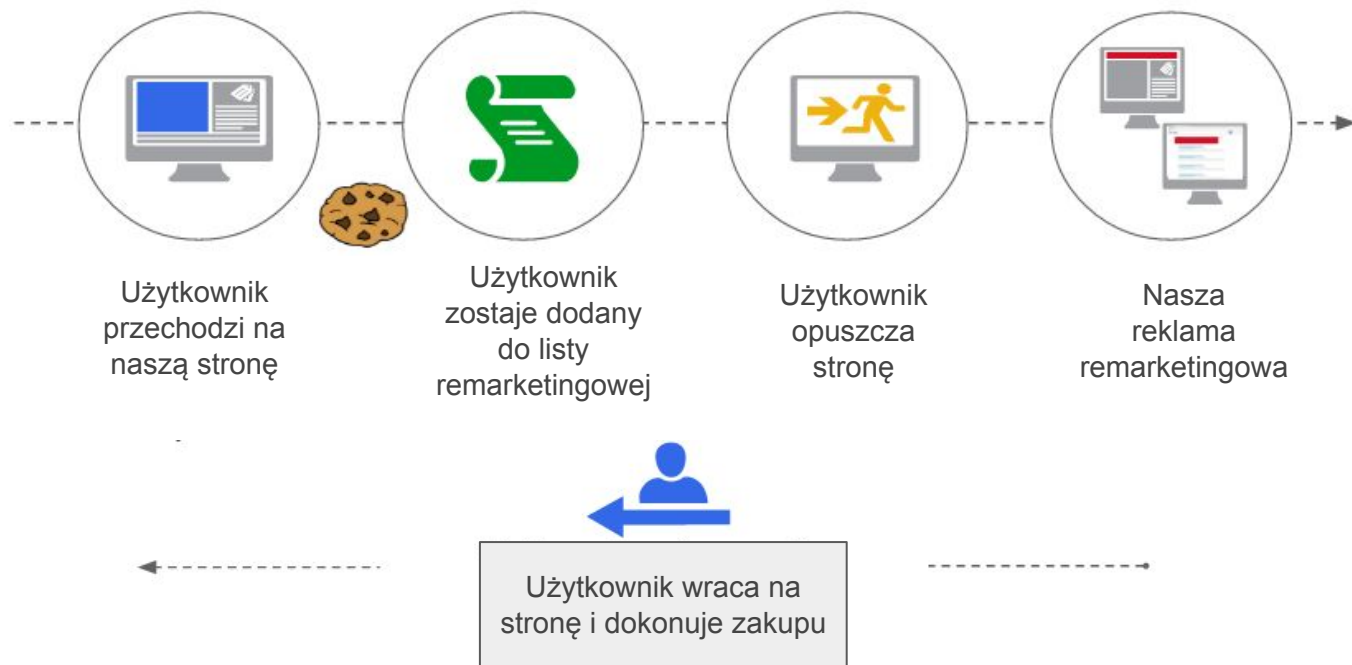 Użytkownik
przechodzi na
naszą stronę
Użytkownik
zostaje dodany
do listy
remarketingowej
Użytkownik
opuszcza
stronę
Nasza
reklama
remarketingowa
Użytkownik wraca na
stronę i dokonuje zakupu